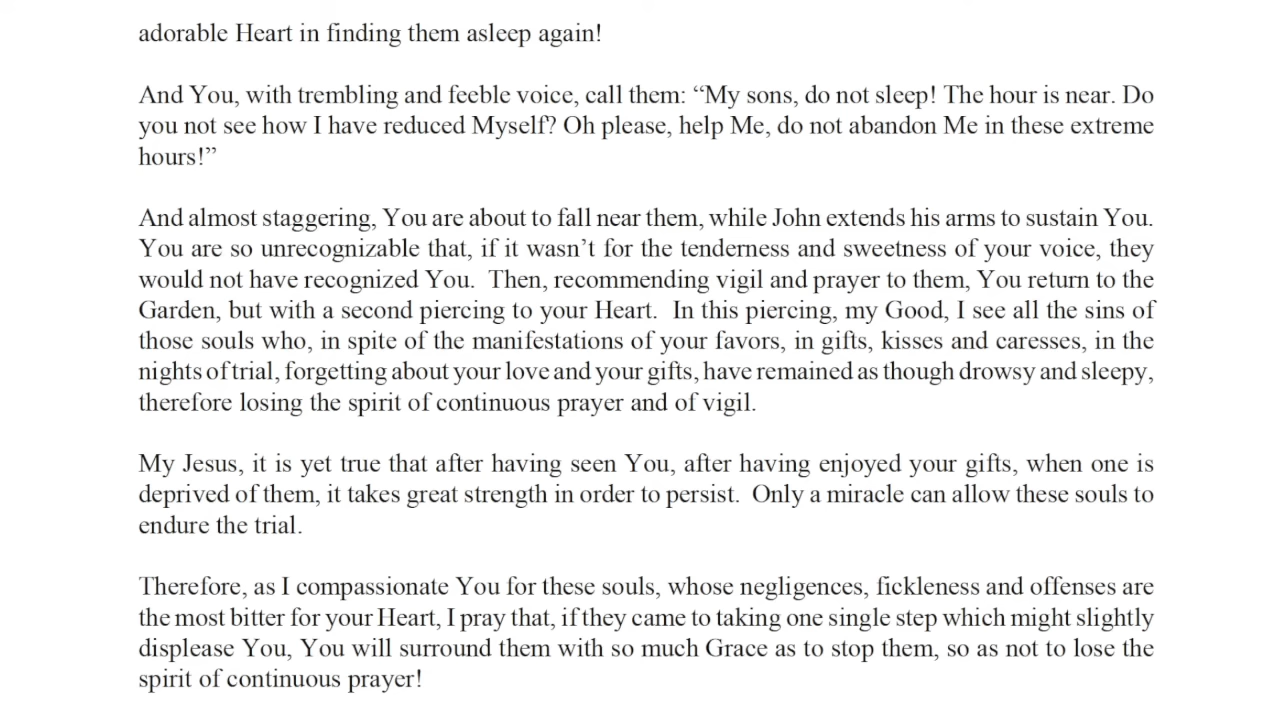 adorable Heart in finding them asleep again!
And You, with trembling and feeble voice, call them: “My sons, do not sleep! The hour is near. Do
you not see how I have reduced Myself? Oh please, help Me, do not abandon Me in these extreme
hours!”
And almost staggering, You are about to fall near them, while John extends his arms to sustain You.
You are so unrecognizable that, if it wasn’t for the tenderness and sweetness of your voice, they
would not have recognized You.  Then, recommending vigil and prayer to them, You return to the
Garden, but with a second piercing to your Heart.  In this piercing, my Good, I see all the sins of
those souls who, in spite of the manifestations of your favors, in gifts, kisses and caresses, in the
nights of trial, forgetting about your love and your gifts, have remained as though drowsy and sleepy,
therefore losing the spirit of continuous prayer and of vigil.
My Jesus, it is yet true that after having seen You, after having enjoyed your gifts, when one is
deprived of them, it takes great strength in order to persist.  Only a miracle can allow these souls to
endure the trial.
Therefore, as I compassionate You for these souls, whose negligences, fickleness and offenses are
the most bitter for your Heart, I pray that, if they came to taking one single step which might slightly
displease You, You will surround them with so much Grace as to stop them, so as not to lose the
spirit of continuous prayer!